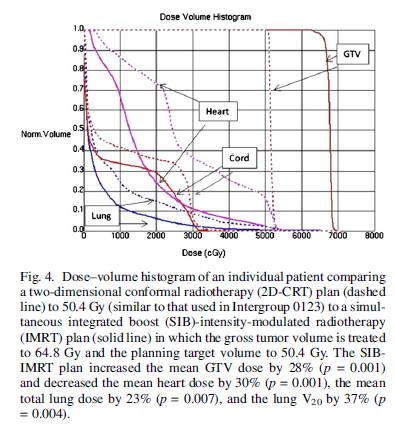 Dose Volume Histogram
1.0
0.9
0.8
0.7
0.6
0.5
0.4
0.3
0.2
0.1
0.0
Norm.Volume
GTV
Heart
Cord
Lung
0 1000 2000 3000 4000 5000 6000 7000 8000
Dose (cGy)
Fig. 4. Dose–volume histogram of an individual patient comparing
a two-dimensional conformal radiotherapy (2D-CRT) plan (dashed
line) to 50.4 Gy (similar to that used in Intergroup 0123) to a simul-
taneous integrated boost (SIB)-intensity-modulated radiotherapy
(IMRT) plan (solid line) in which the gross tumor volume is treated
to 64.8 Gy and the planning target volume to 50.4 Gy. The SIB-
IMRT plan increased the mean GTV dose by 28% (p = 0.001)
and decreased the mean heart dose by 30% (p = 0.001), the mean
total lung dose by 23% (p = 0.007), and the lung V20 by 37% (p
= 0.004).